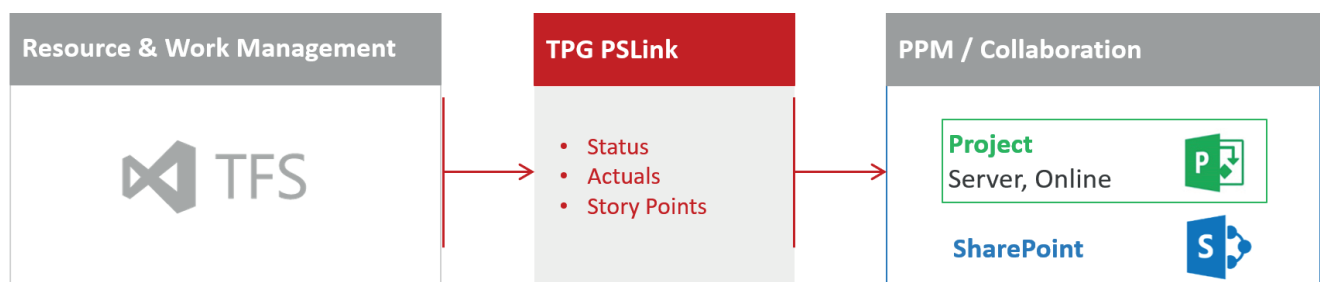 Resource & Work Management
TFS
TPG PSLink
• Status
• Actuals
• Story Points
PPM / Collaboration
Project
Server, Online
P
SharePoint
S